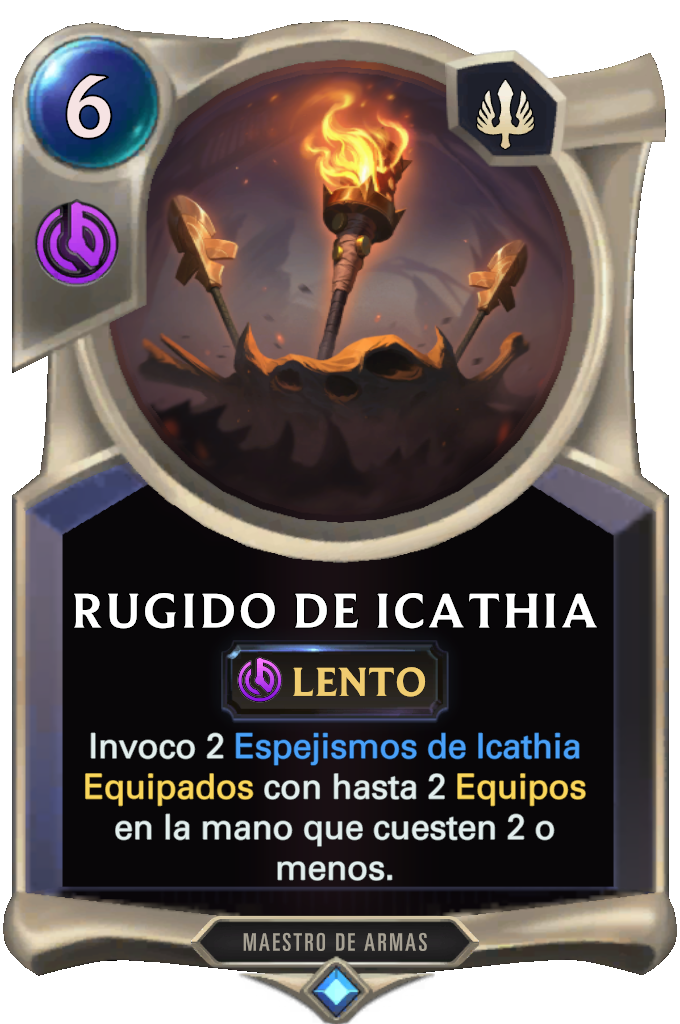 6
RUGIDO DE ICATHIA
LENTO
Invoco 2 Espejismos de Icathia
Equipados con hasta 2 Equipos
en la mano que cuesten 2 o
menos.
MAESTRO DE ARMAS